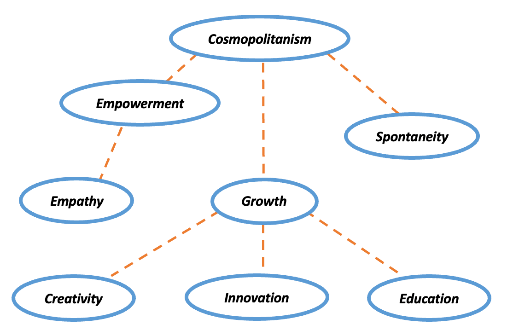 Cosmopolitanism
Empowerment
Spontaneity
Empathy
Growth
Creativity
Innovation
Education